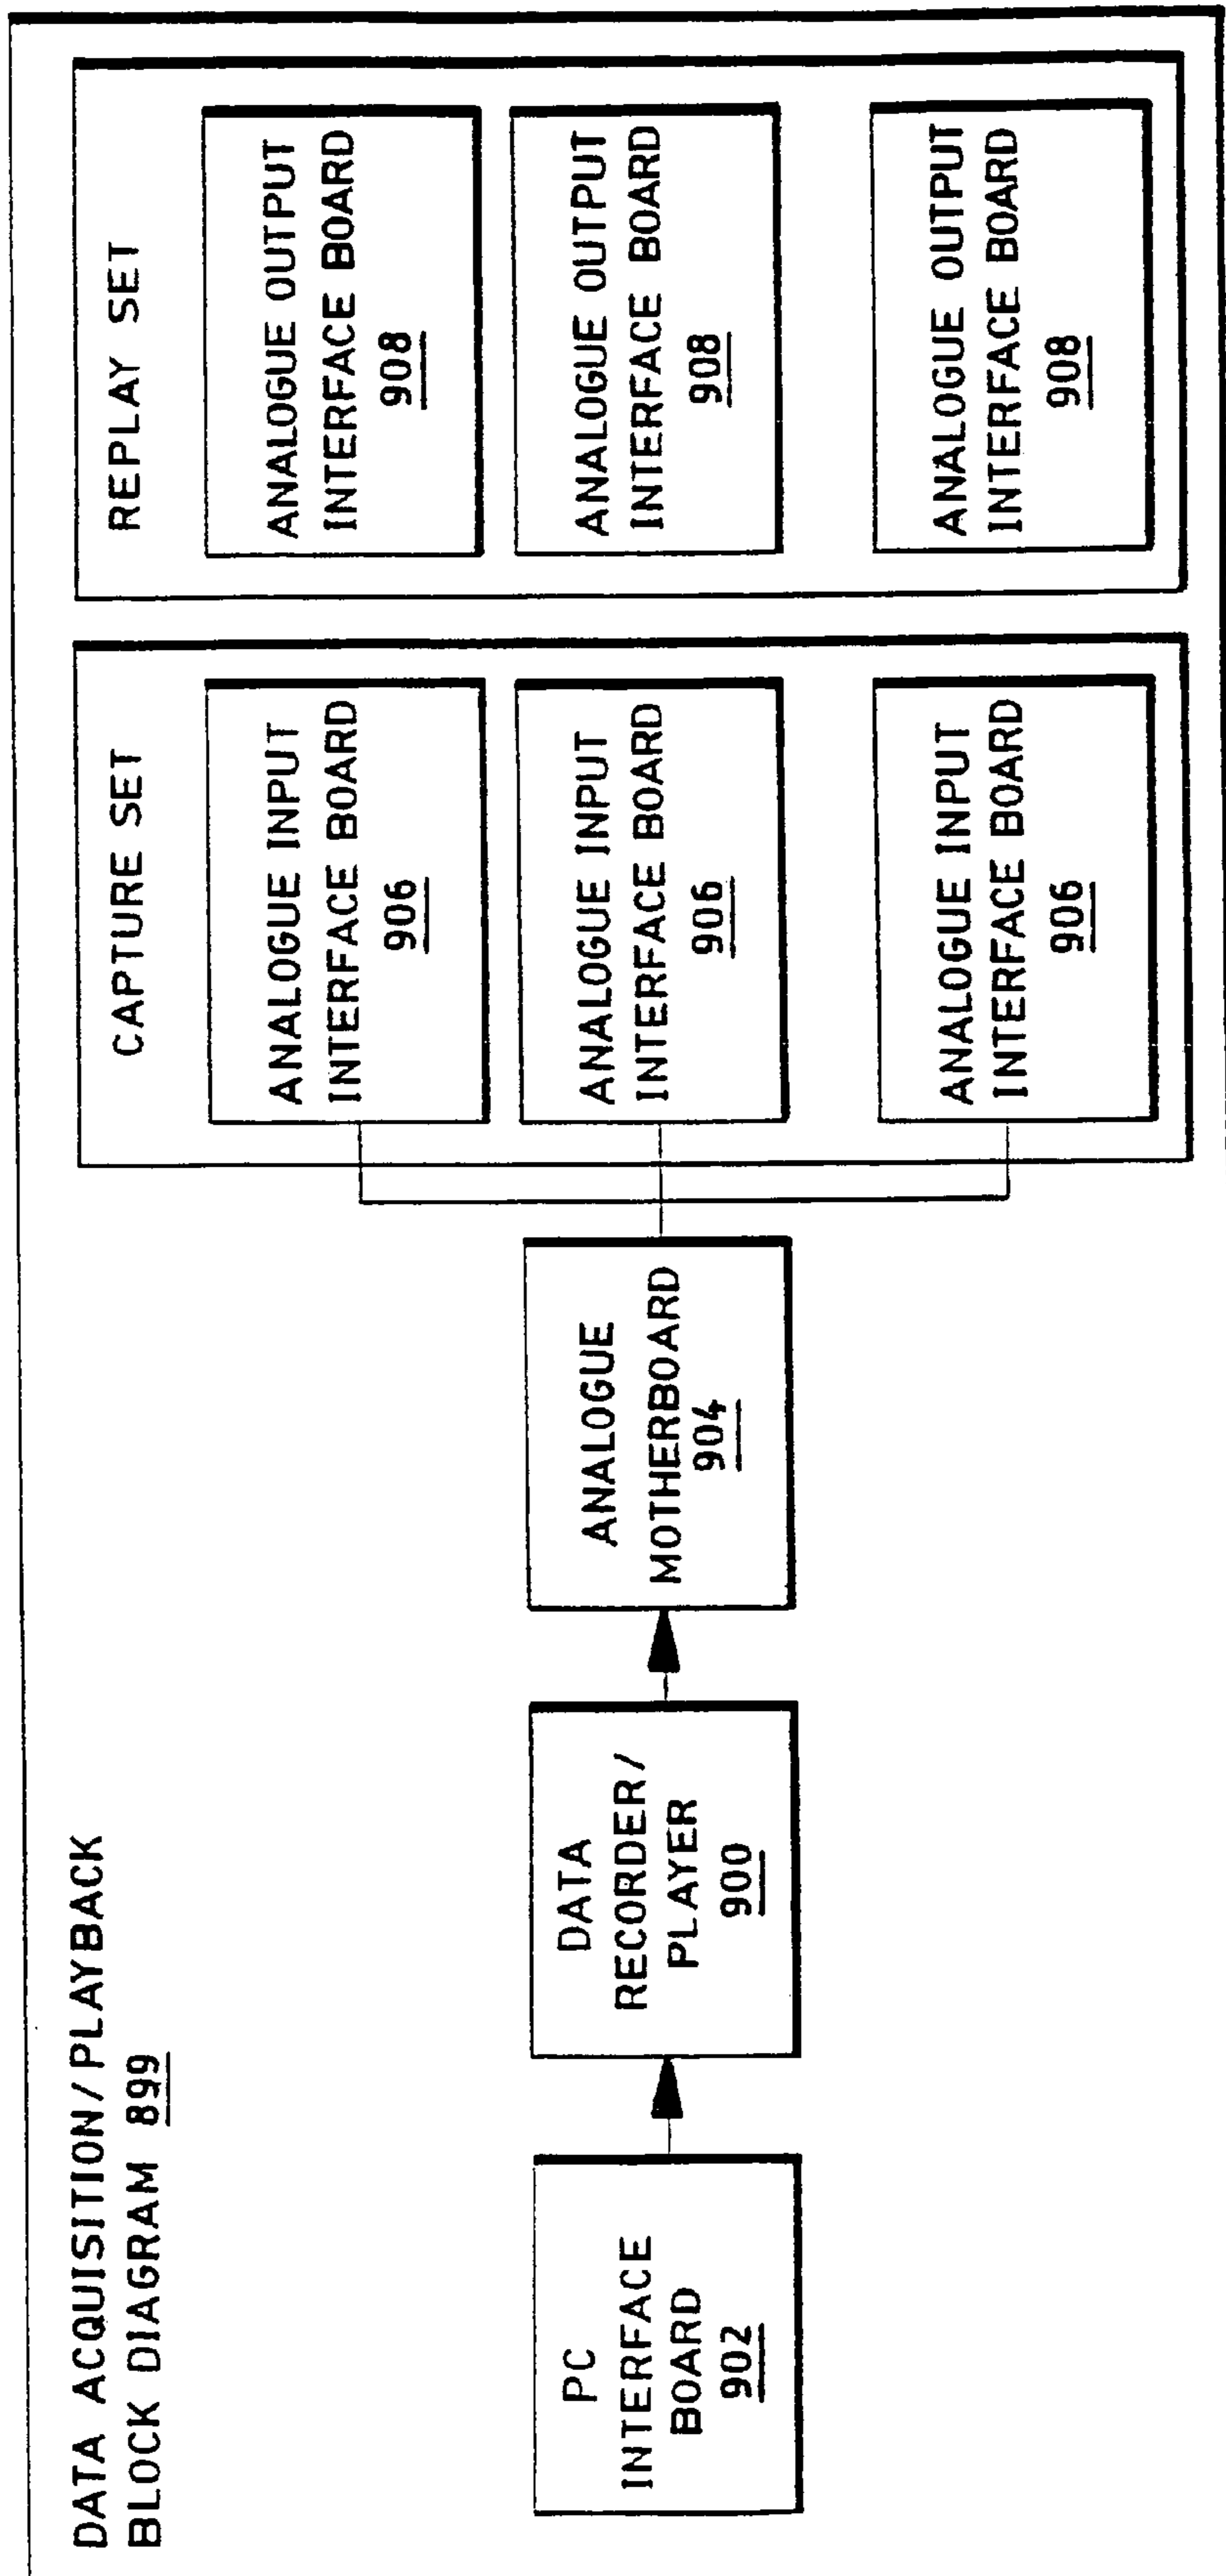 DATA ACQUISITION/PLAYBACK
BLOCK DIAGRAM 899
PC
INTERFACE
BOARD
902
DATA
RECORDER/
PLAYER
900
ANALOGUE
MOTHERBOARD
904
CAPTURE SET
ANALOGUE INPUT
INTERFACE BOARD
906
ANALOGUE INPUT
INTERFACE BOARD
906
ANALOGUE INPUT
INTERFACE BOARD
906
REPLAY SET
ANALOGUE OUTPUT
INTERFACE BOARD
908
ANALOGUE OUTPUT
INTERFACE BOARD
908
ANALOGUE OUTPUT
INTERFACE BOARD
908